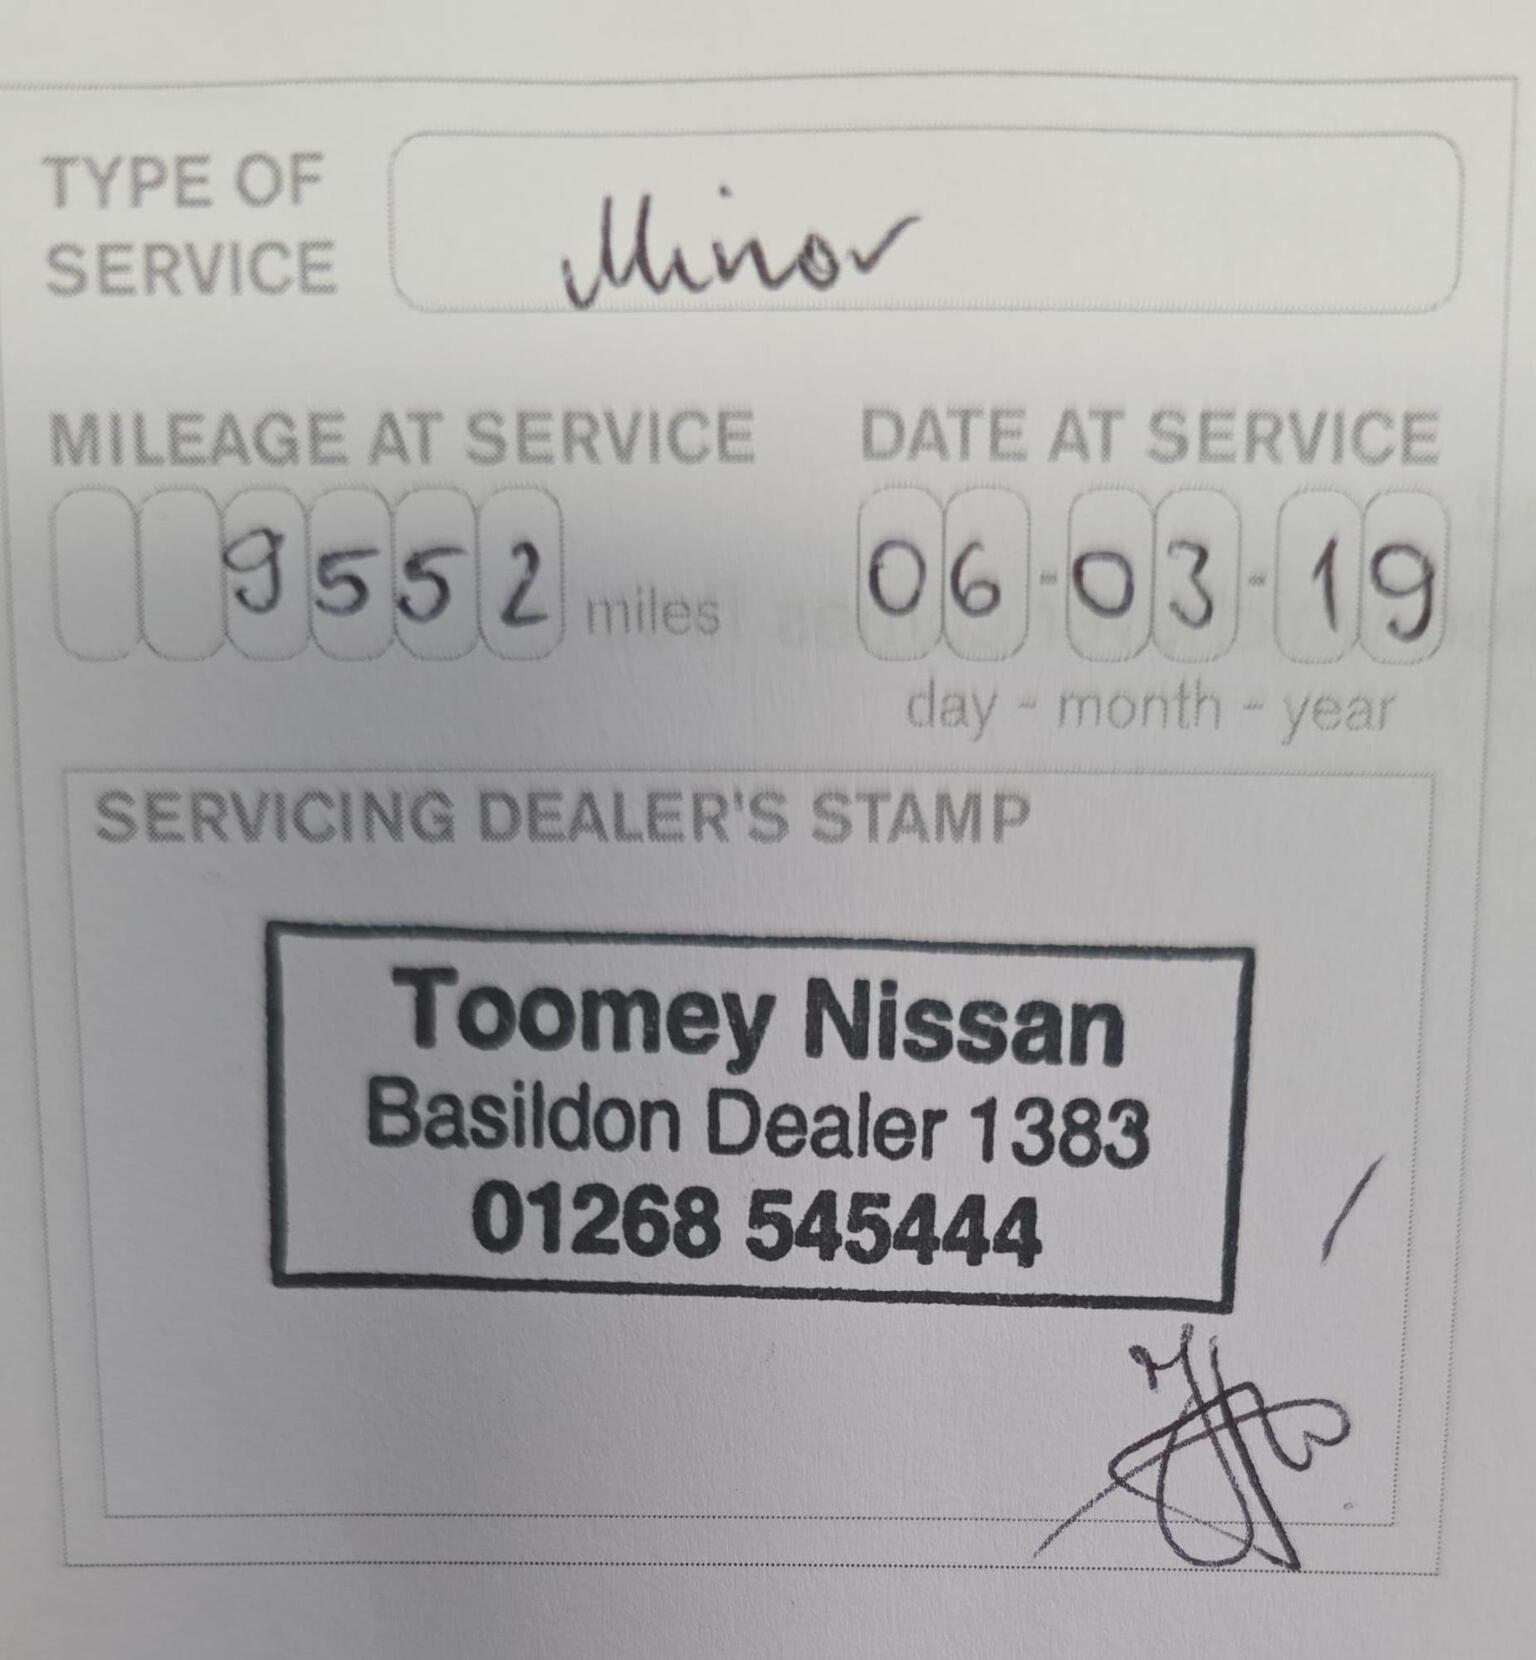 TYPE OF
SERVICE
Minor
MILEAGE AT SERVICE
9552 miles
DATE AT SERVICE
06-03-19
day - month - year
SERVICING DEALER'S STAMP
Toomey Nissan
Basildon Dealer 1383
01268 545444